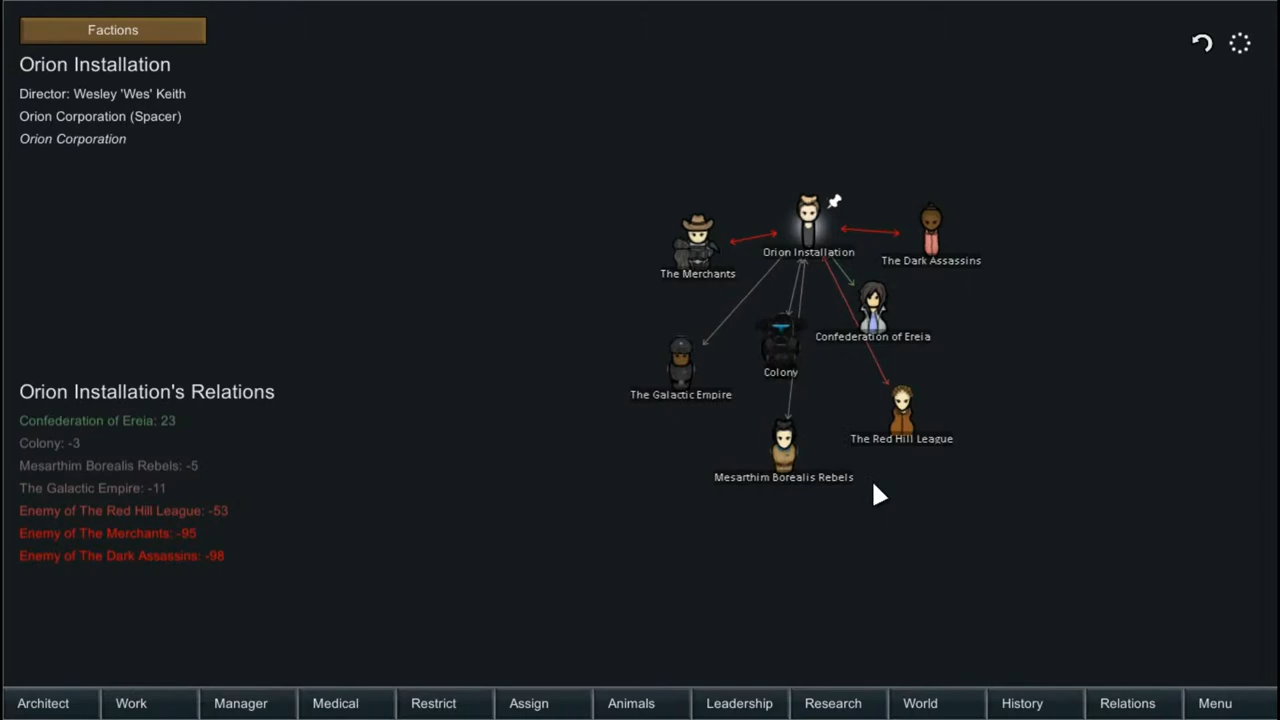 Factions
Orion Installation
Director: Wesley 'Wes' Keith
Orion Corporation (Spacer)
Orion Corporation
Orion Installation
The Dark Assassins
The Merchants
Confederation of Ereia
Colony
The Galactic Empire
The Red Hill League
Mesarthim Borealis Rebels
Orion Installation's Relations
Confederation of Ereia: 23
Colony: -3
Mesarthim Borealis Rebels: -5
The Galactic Empire: -11
Enemy of The Red Hill League: -53
Enemy of The Merchants: -95
Enemy of The Dark Assassins: -98
Architect Work Manager Medical Restrict Assign Animals Leadership Research World History Relations Menu